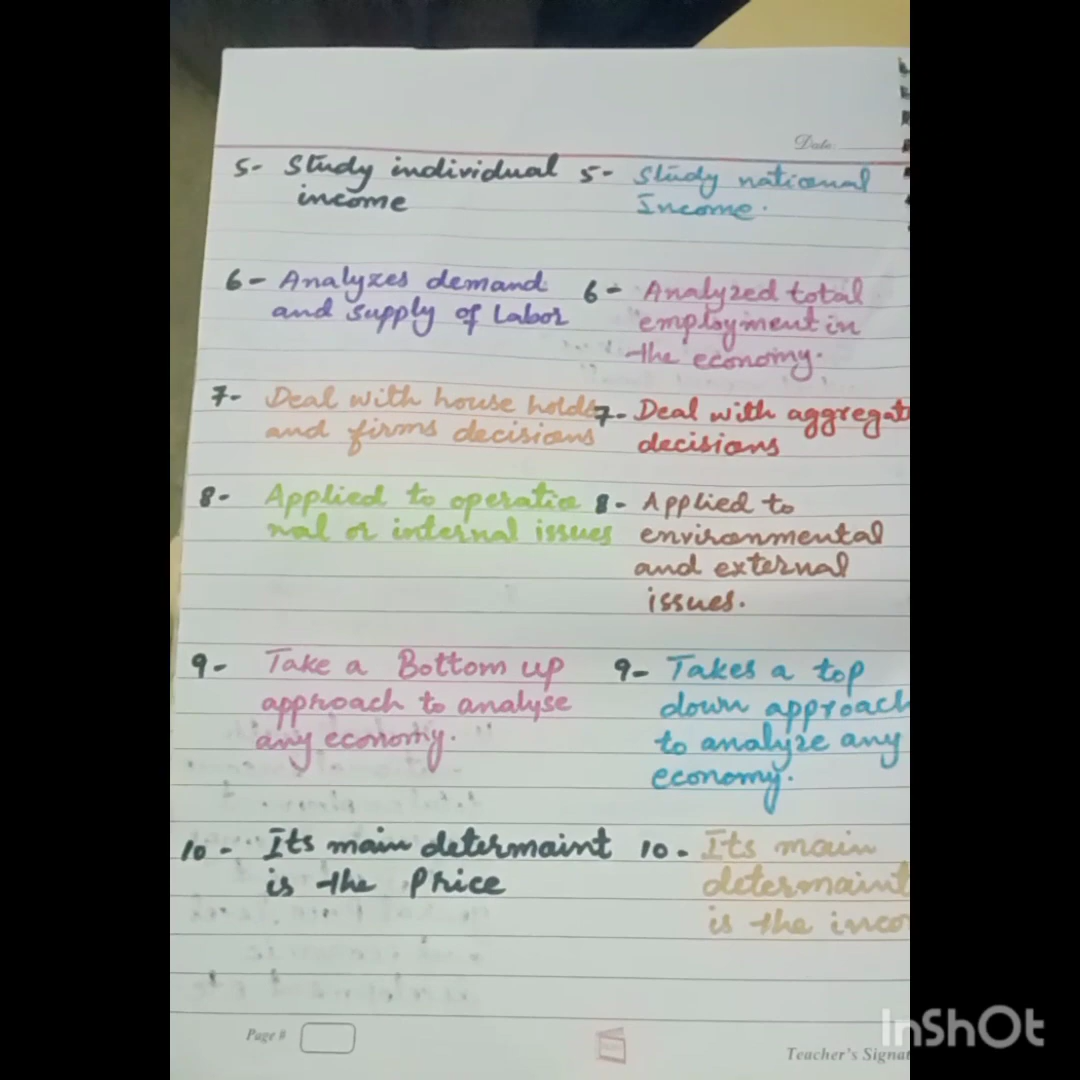 Date
5- Study individual
income
5- Study national
Income.
6- Analyzes demand
and supply of Labor
6- Analyzed total
employment in
the economy.
7- Deal with house holds
and firms decisions
7- Deal with aggregat
decisions
8- Applied to operatio
nal or internal issues
8- Applied to
environmental
and external
issues.
9- Take a Bottom up
approach to analyse
any economy.
9- Takes a top
down approach
to analyze any
economy.
10- Its main determaint
is the Price
10- Its main
determaint
is the inco
Page #
Teacher's Signat
InShOt